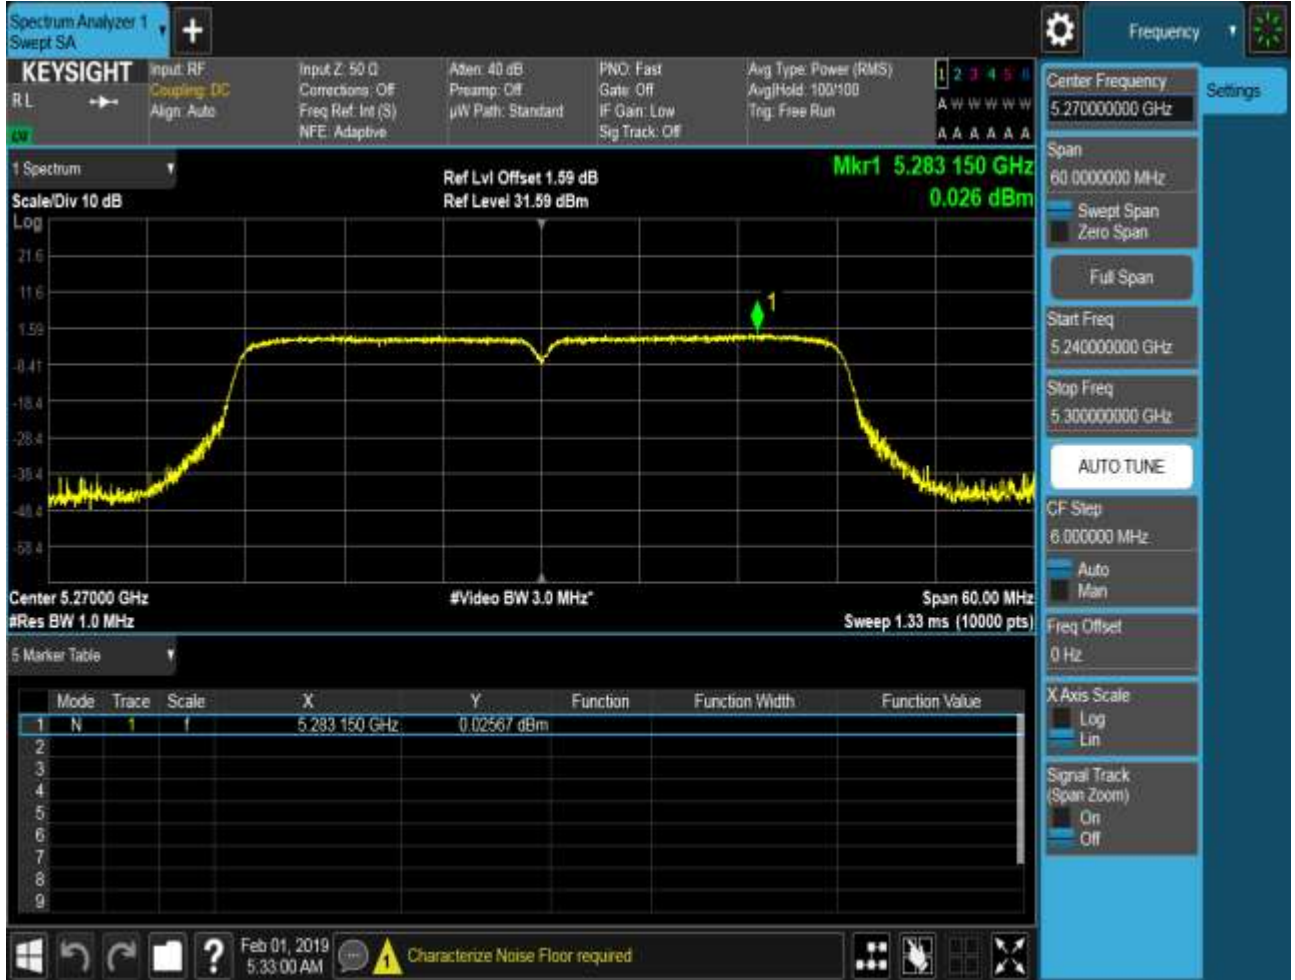 Spectrum Analyzer 1
Swept SA
Frequency
KEYSIGHT
R L
Input: RF
Coupling: DC
Align: Auto
Input Z: 50 Ω
Corrections: Off
Freq Ref: Int (S)
NFE: Adaptive
Atten: 40 dB
Preamp: Off
µW Path: Standard
PNO: Fast
Gate: Off
IF Gain: Low
Sig Track: Off
Avg Type: Power (RMS)
Avg|Hold: 100/100
Trig: Free Run
1 2 3 4 5 6
A W W W W W
A A A A A A
1 Spectrum
Scale/Div 10 dB
Ref Lvl Offset 1.59 dB
Ref Level 31.59 dBm
Mkr1 5.283 150 GHz
0.026 dBm
Log
21.6
11.6
1.59
-8.41
-18.4
-28.4
-38.4
-48.4
-58.4
1
Center 5.27000 GHz
#Video BW 3.0 MHz*
Span 60.00 MHz
#Res BW 1.0 MHz
Sweep 1.33 ms (10000 pts)
5 Marker Table
Mode Trace Scale X Y Function Function Width Function Value
1 N 1 f 5.283 150 GHz 0.02567 dBm
2
3
4
5
6
7
8
9
Feb 01, 2019
5:33:00 AM
1
Characterize Noise Floor required
?
Center Frequency
5.270000000 GHz
Settings
Span
60.0000000 MHz
Swept Span
Zero Span
Full Span
Start Freq
5.240000000 GHz
Stop Freq
5.300000000 GHz
AUTO TUNE
CF Step
6.000000 MHz
Auto
Man
Freq Offset
0 Hz
X Axis Scale
Log
Lin
Signal Track
(Span Zoom)
On
Off